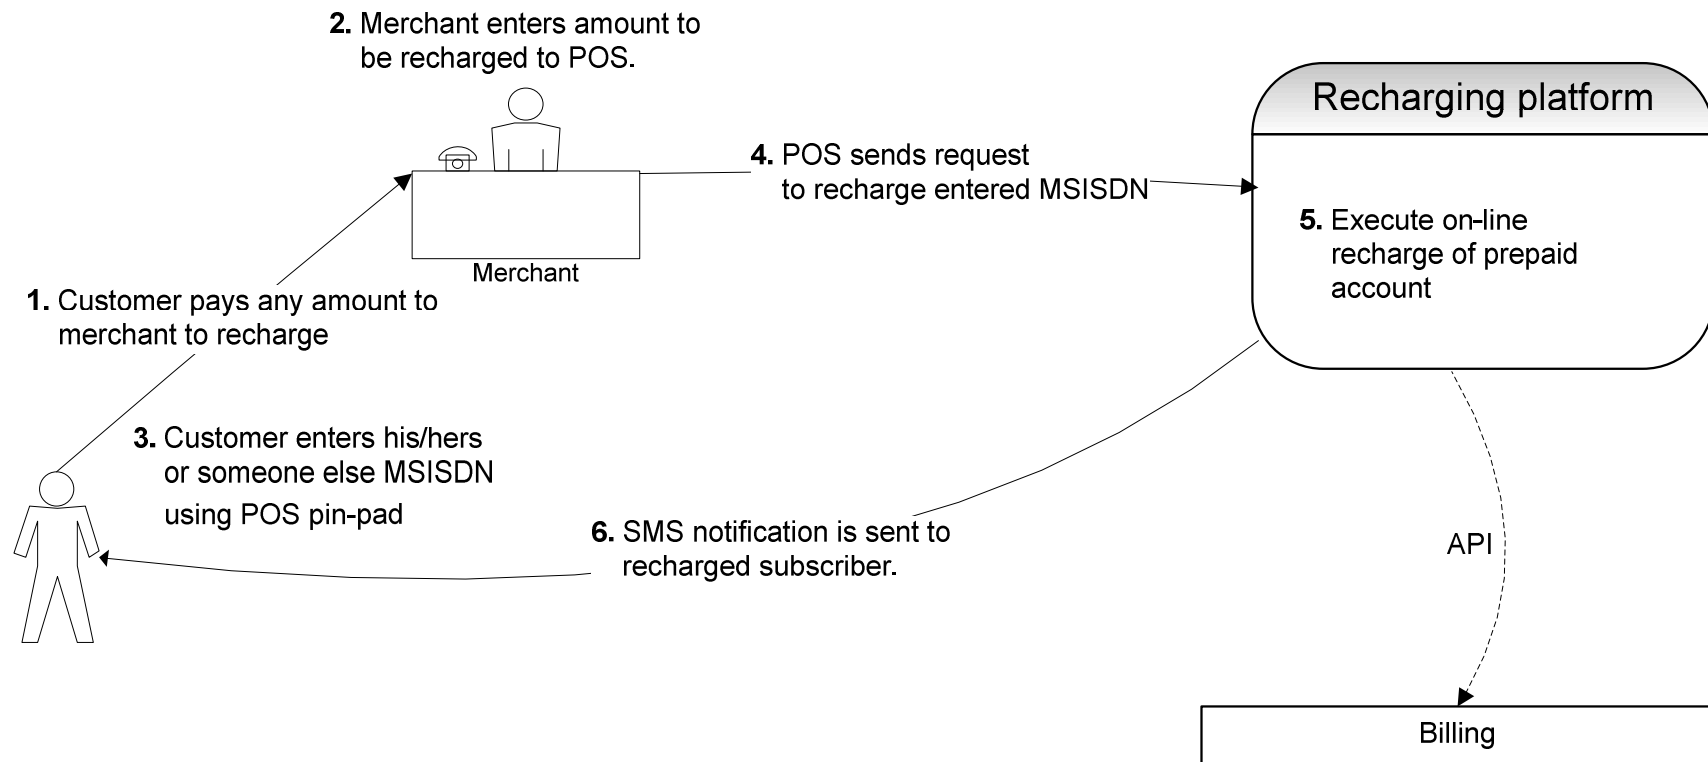 2. Merchant enters amount to
be recharged to POS.
Recharging platform
4. POS sends request
to recharge entered MSISDN
5. Execute on-line
recharge of prepaid
account
Merchant
1. Customer pays any amount to
merchant to recharge
3. Customer enters his/hers
or someone else MSISDN
using POS pin-pad
6. SMS notification is sent to
recharged subscriber.
API
Billing